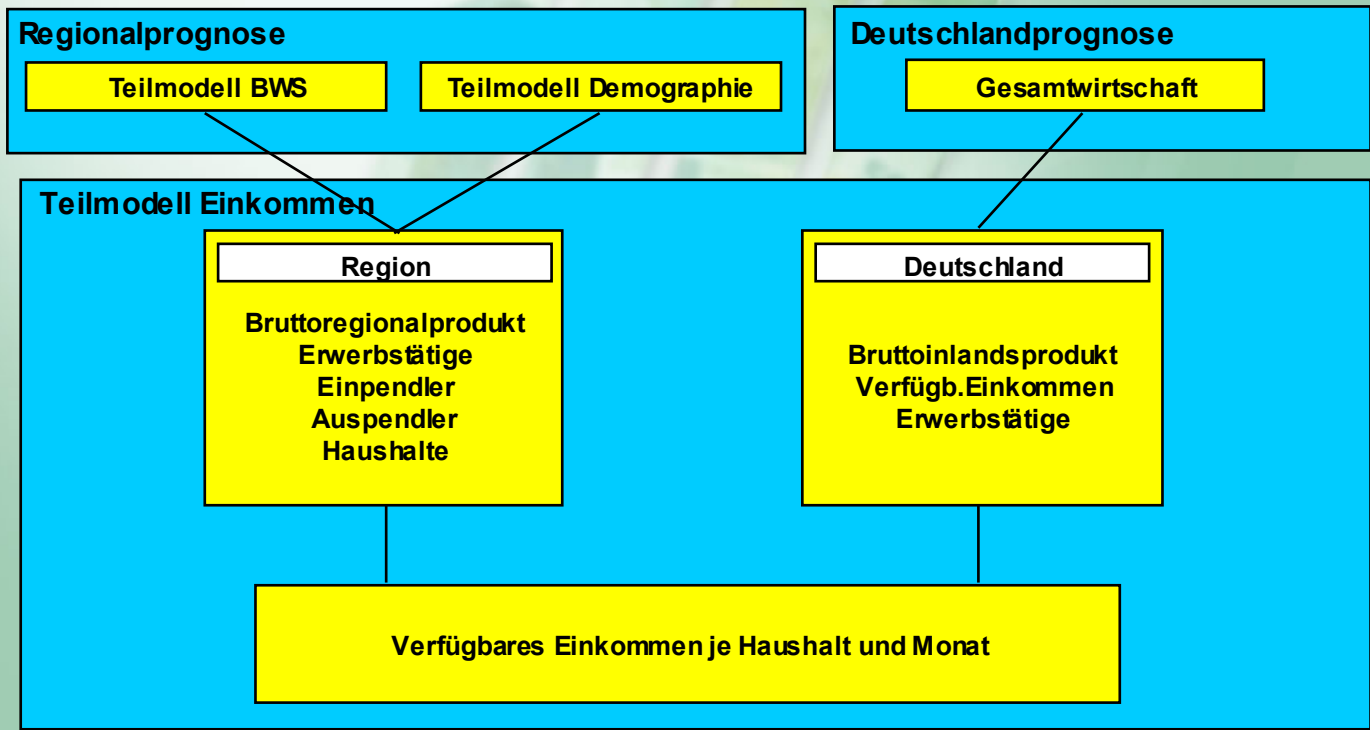 Regionalprognose
Teilmodell BWS
Teilmodell Demographie
Deutschlandprognose
Gesamtwirtschaft
Teilmodell Einkommen
Region
Bruttoregionalprodukt
Erwerbstätige
Einpendler
Auspendler
Haushalte
Deutschland
Bruttoinlandsprodukt
Verfügb.Einkommen
Erwerbstätige
Verfügbares Einkommen je Haushalt und Monat